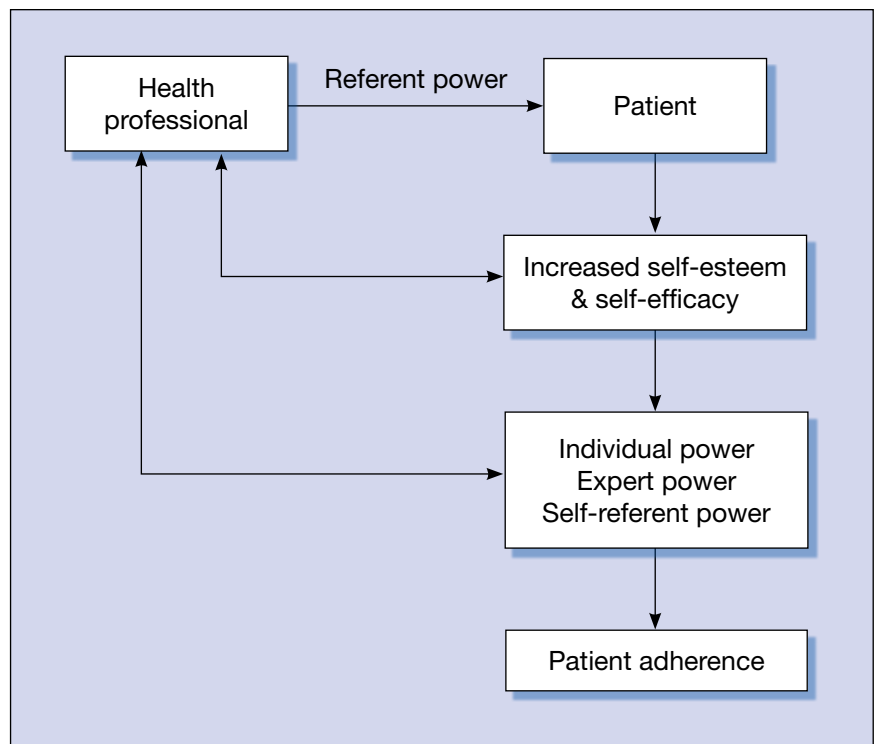 Health
professional
Referent power
Patient
Increased self-esteem
& self-efficacy
Individual power
Expert power
Self-referent power
Patient adherence